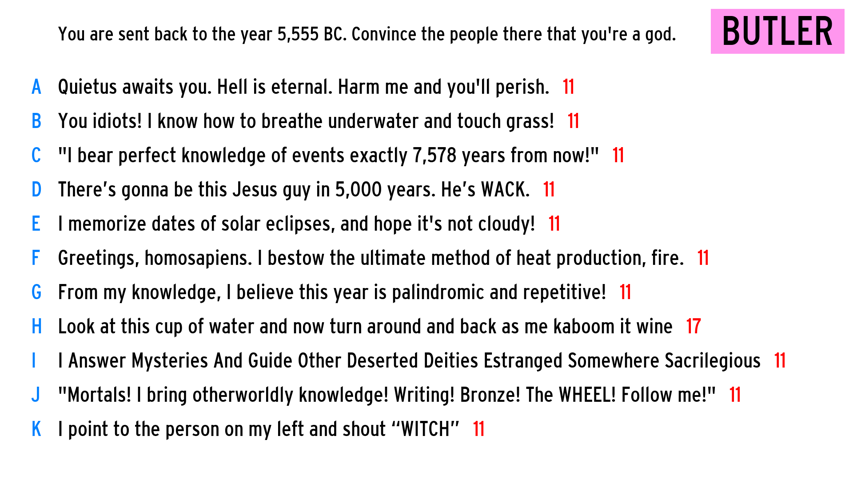 You are sent back to the year 5,555 BC. Convince the people there that you're a god. BUTLER
A Quietus awaits you. Hell is eternal. Harm me and you'll perish. 11
B You idiots! I know how to breathe underwater and touch grass! 11
C "I bear perfect knowledge of events exactly 7,578 years from now!" 11
D There’s gonna be this Jesus guy in 5,000 years. He’s WACK. 11
E I memorize dates of solar eclipses, and hope it's not cloudy! 11
F Greetings, homosapiens. I bestow the ultimate method of heat production, fire. 11
G From my knowledge, I believe this year is palindromic and repetitive! 11
H Look at this cup of water and now turn around and back as me kaboom it wine 17
I I Answer Mysteries And Guide Other Deserted Deities Estranged Somewhere Sacrilegious 11
J "Mortals! I bring otherworldly knowledge! Writing! Bronze! The WHEEL! Follow me!" 11
K I point to the person on my left and shout “WITCH” 11